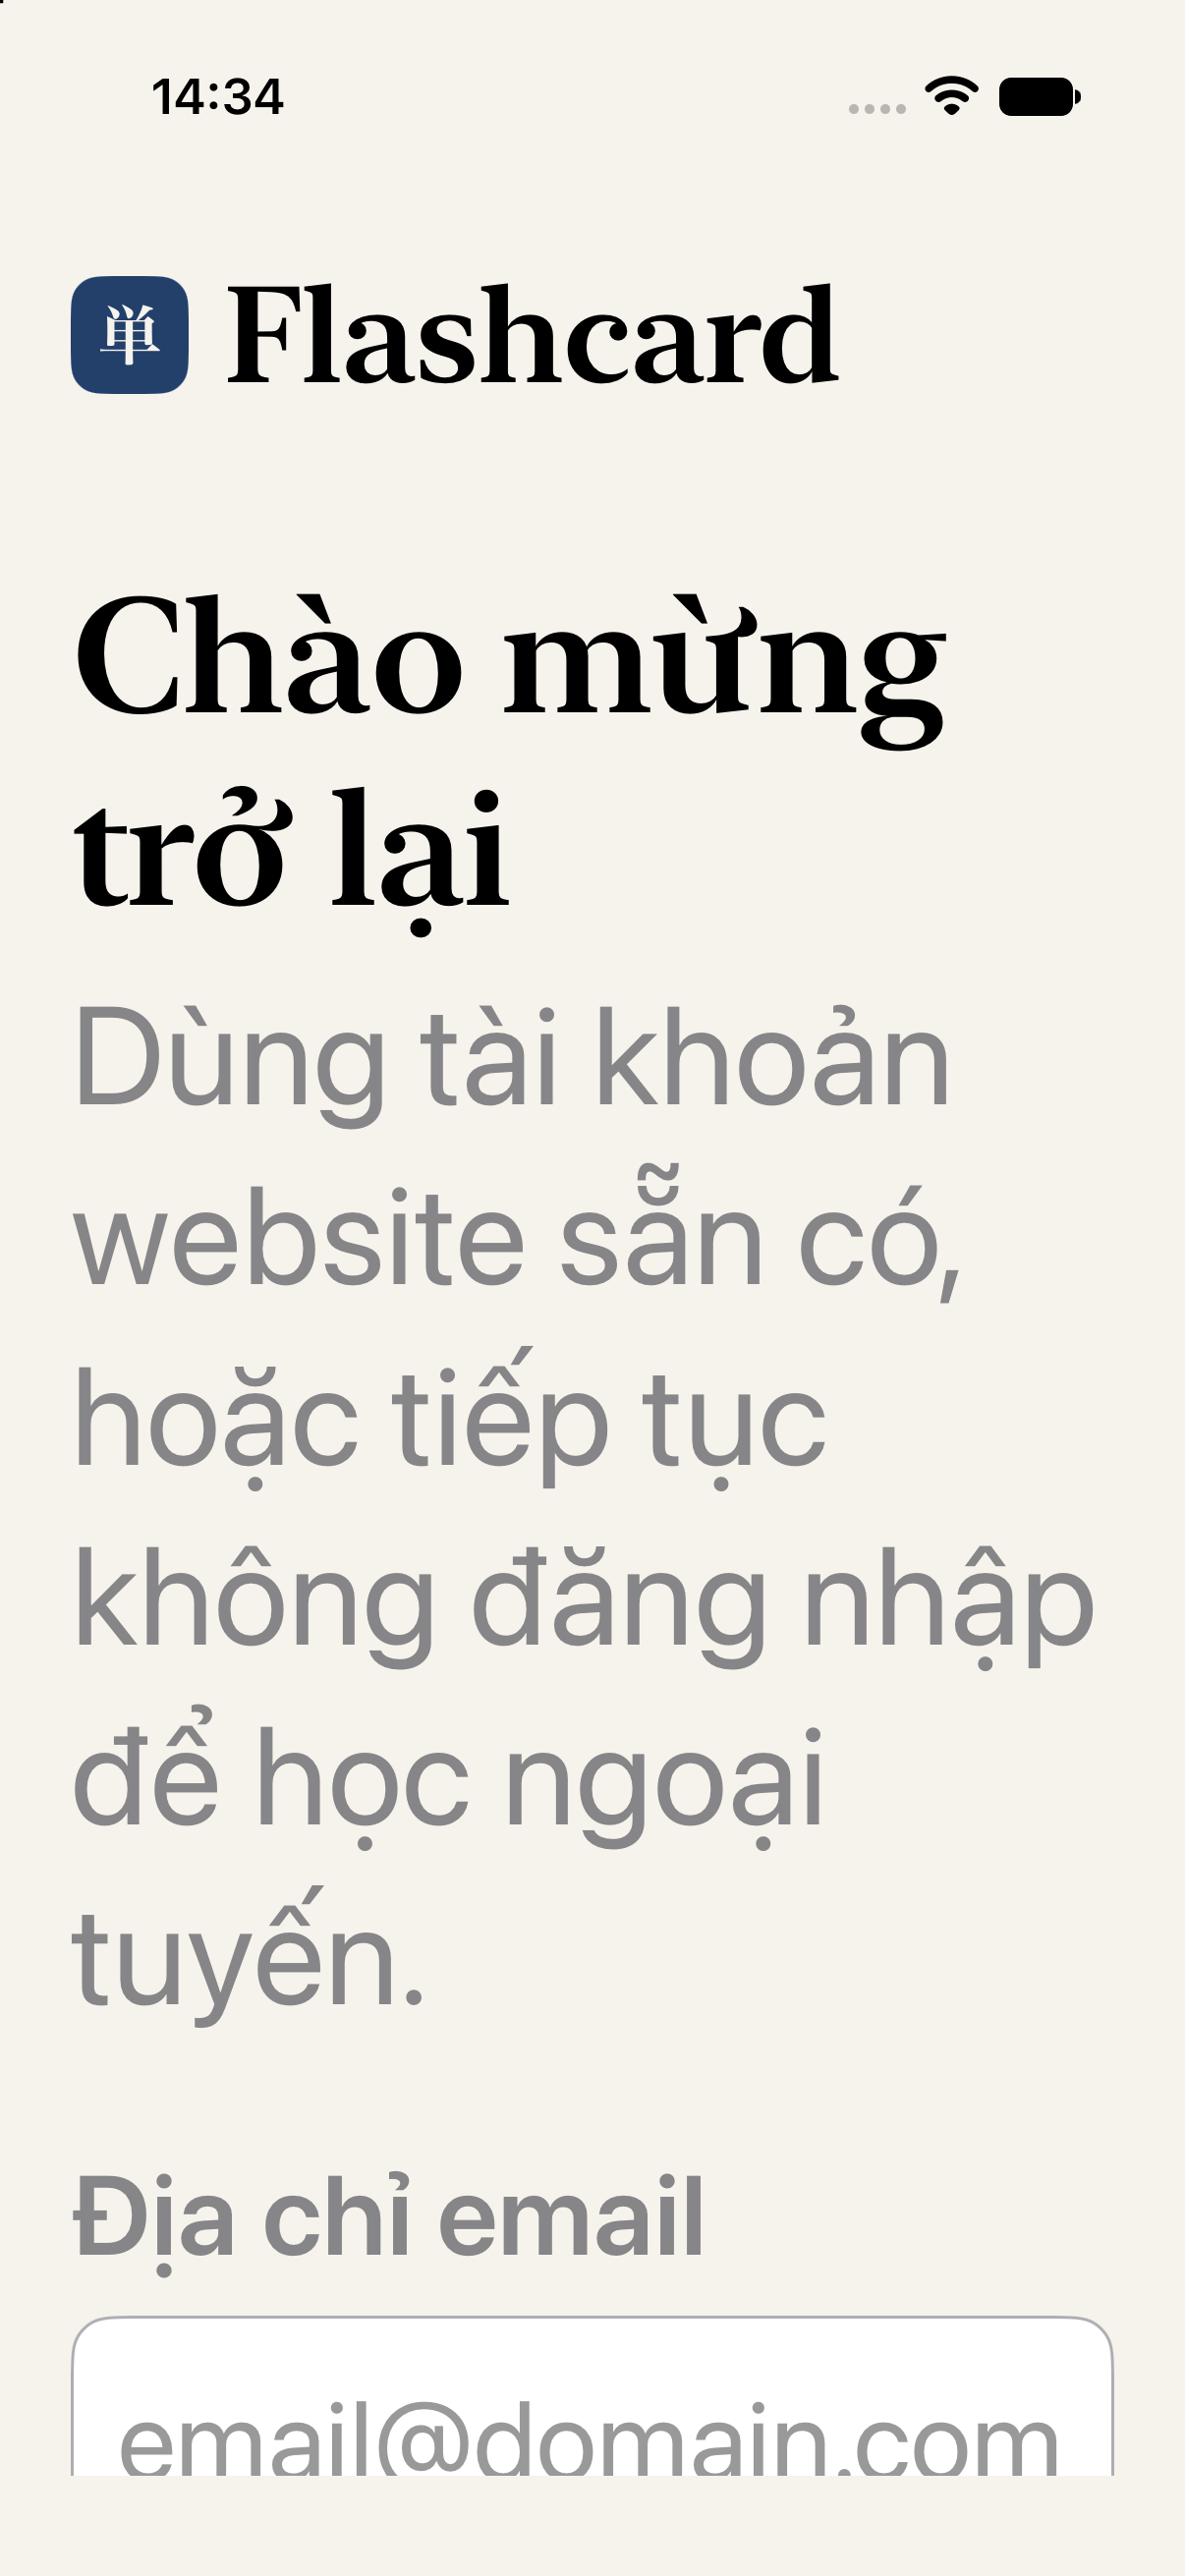 14:34
単 Flashcard
Chào mừng
trở lại
Dùng tài khoản
website sẵn có,
hoặc tiếp tục
không đăng nhập
để học ngoại
tuyến.
Địa chỉ email
email@domain.com